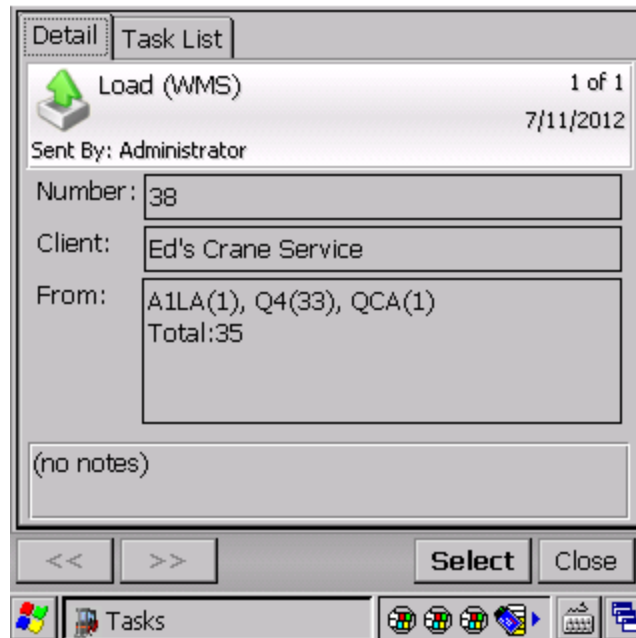 Detail Task List
Load (WMS) 1 of 1
7/11/2012
Sent By: Administrator
Number: 38
Client: Ed's Crane Service
From: A1LA(1), Q4(33), QCA(1)
Total:35
(no notes)
<< >> Select Close
Tasks